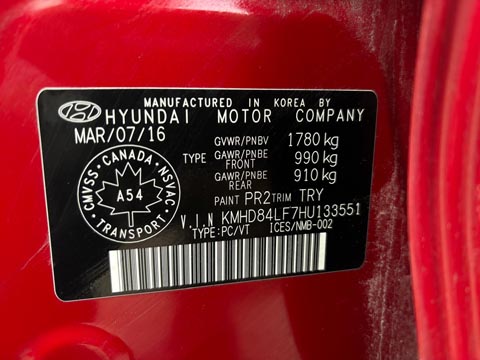 MANUFACTURED IN KOREA BY
HYUNDAI MOTOR COMPANY
MAR/07/16
GVWR/PNBV 1780 kg
TYPE GAWR/PNBE FRONT 990 kg
GAWR/PNBE REAR 910 kg
PAINT PR2 TRIM TRY
V.I.N KMHD84LF7HU133551
TYPE:PC/VT ICES/NMB-002
CMVSS · CANADA · NSVAC
A54